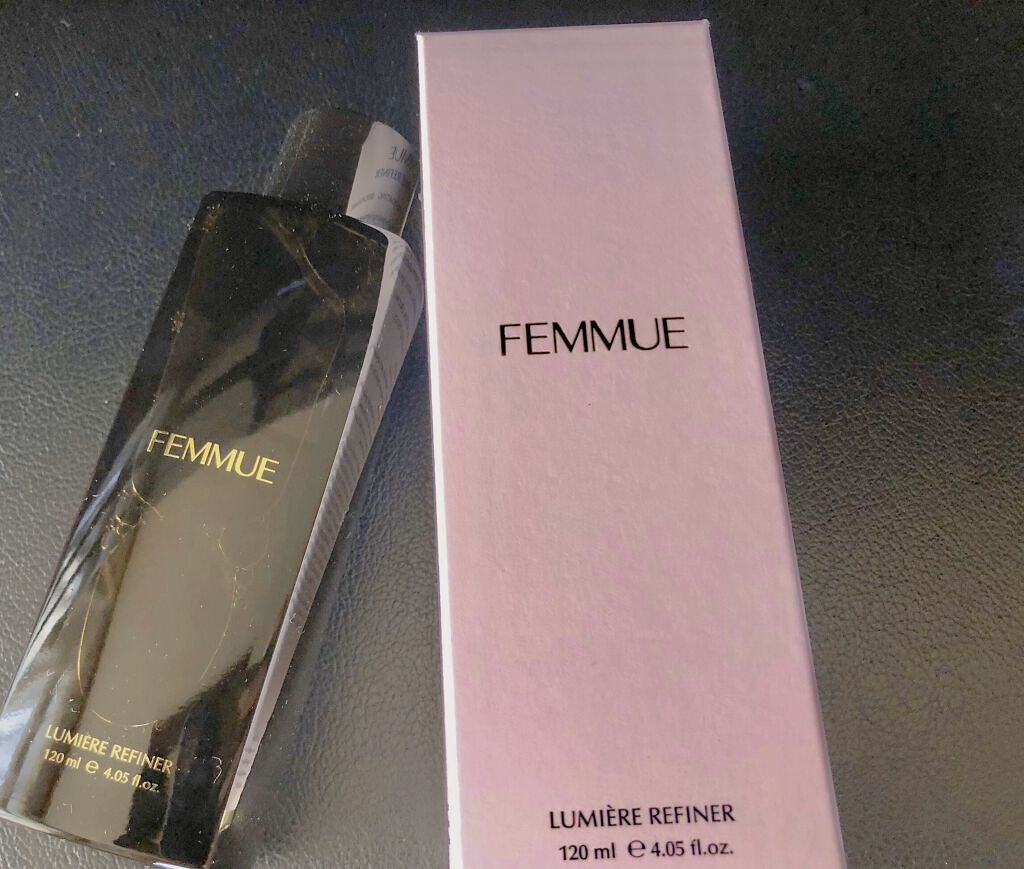 FEMMUE
LUMIÈRE REFINER
120 ml ℮ 4.05 fl.oz.
FEMMUE
LUMIÈRE REFINER
120 ml ℮ 4.05 fl.oz.